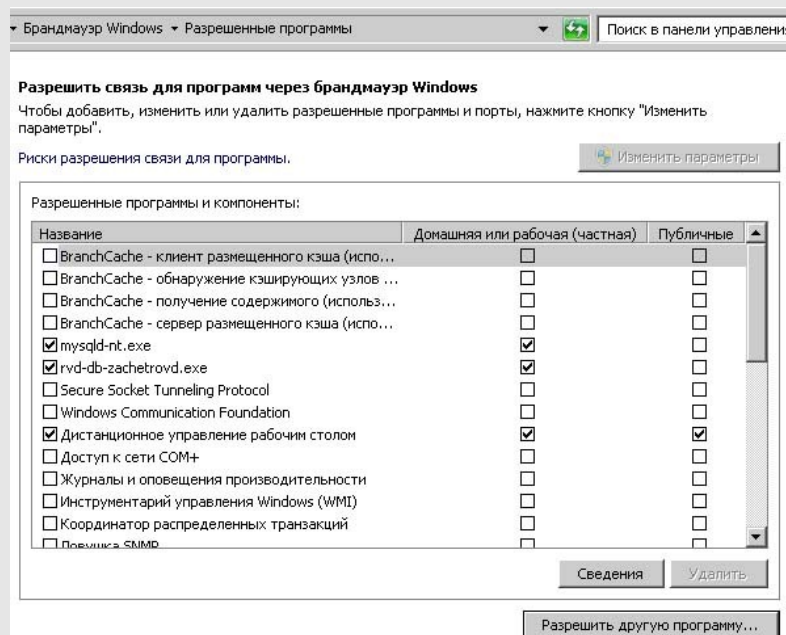 Брандмауэр Windows Разрешенные программы Поиск в панели управления
Разрешить связь для программ через брандмауэр Windows
Чтобы добавить, изменить или удалить разрешенные программы и порты, нажмите кнопку "Изменить
параметры".
Риски разрешения связи для программы. Изменить параметры
Разрешенные программы и компоненты:
Название Домашняя или рабочая (частная) Публичные
BranchCache - клиент размещенного кэша (испо...
BranchCache - обнаружение кэширующих узлов ...
BranchCache - получение содержимого (использ...
BranchCache - сервер размещенного кэша (испо...
mysqld-nt.exe
rvd-db-zachetrovd.exe
Secure Socket Tunneling Protocol
Windows Communication Foundation
Дистанционное управление рабочим столом
Доступ к сети COM+
Журналы и оповещения производительности
Инструментарий управления Windows (WMI)
Координатор распределенных транзакций
Ловушка SNMP
Сведения Удалить
Разрешить другую программу...